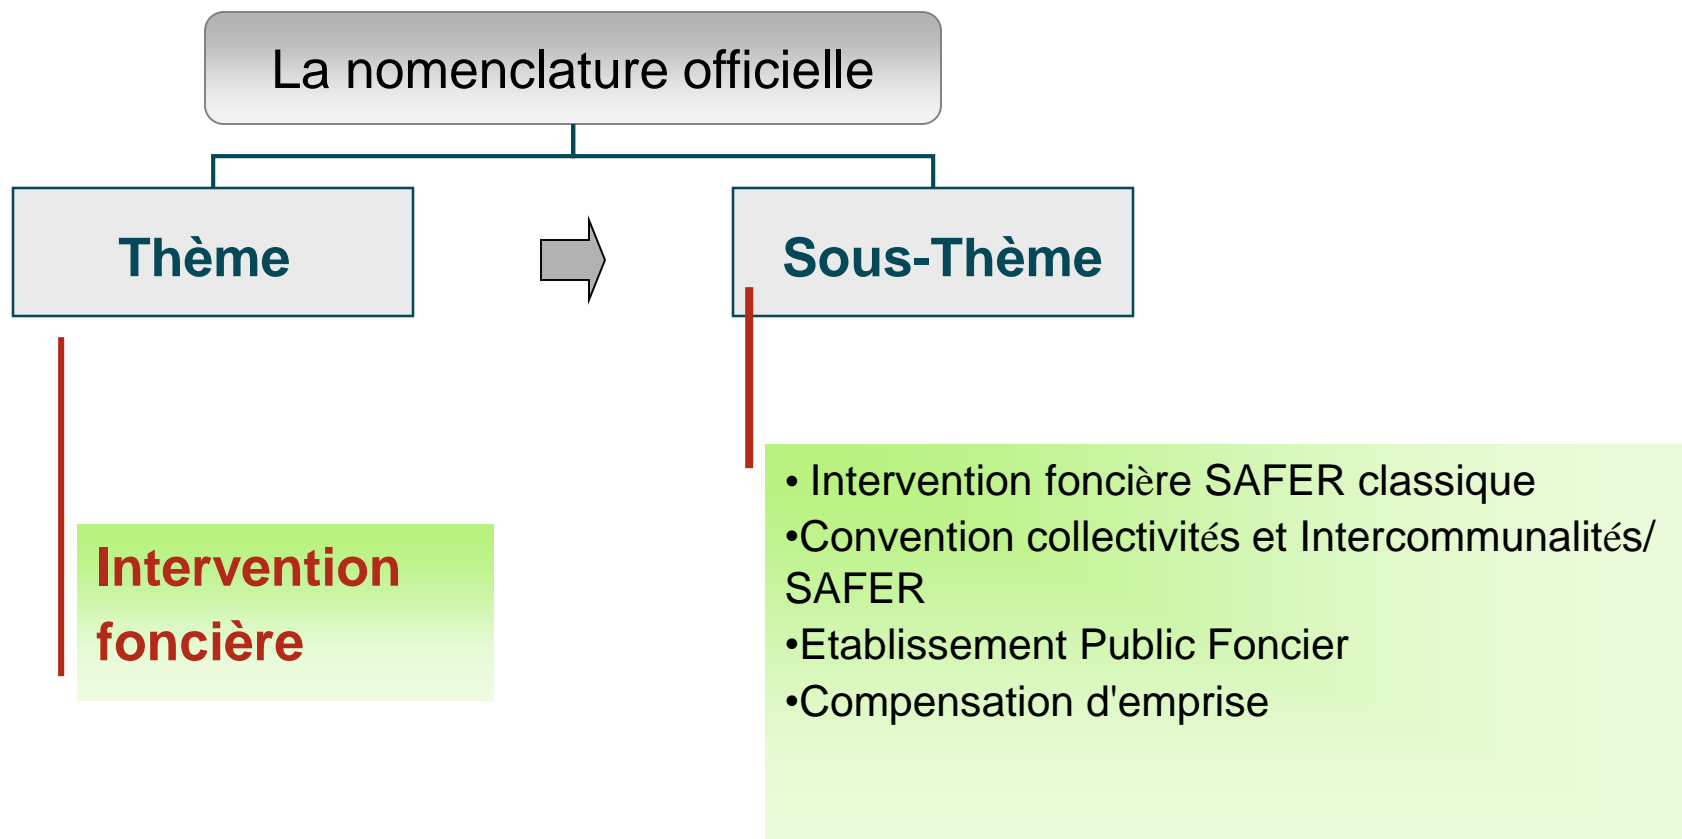 La nomenclature officielle
Thème
Sous-Thème
Intervention
foncière
• Intervention foncière SAFER classique
•Convention collectivités et Intercommunalités/
SAFER
•Etablissement Public Foncier
•Compensation d'emprise